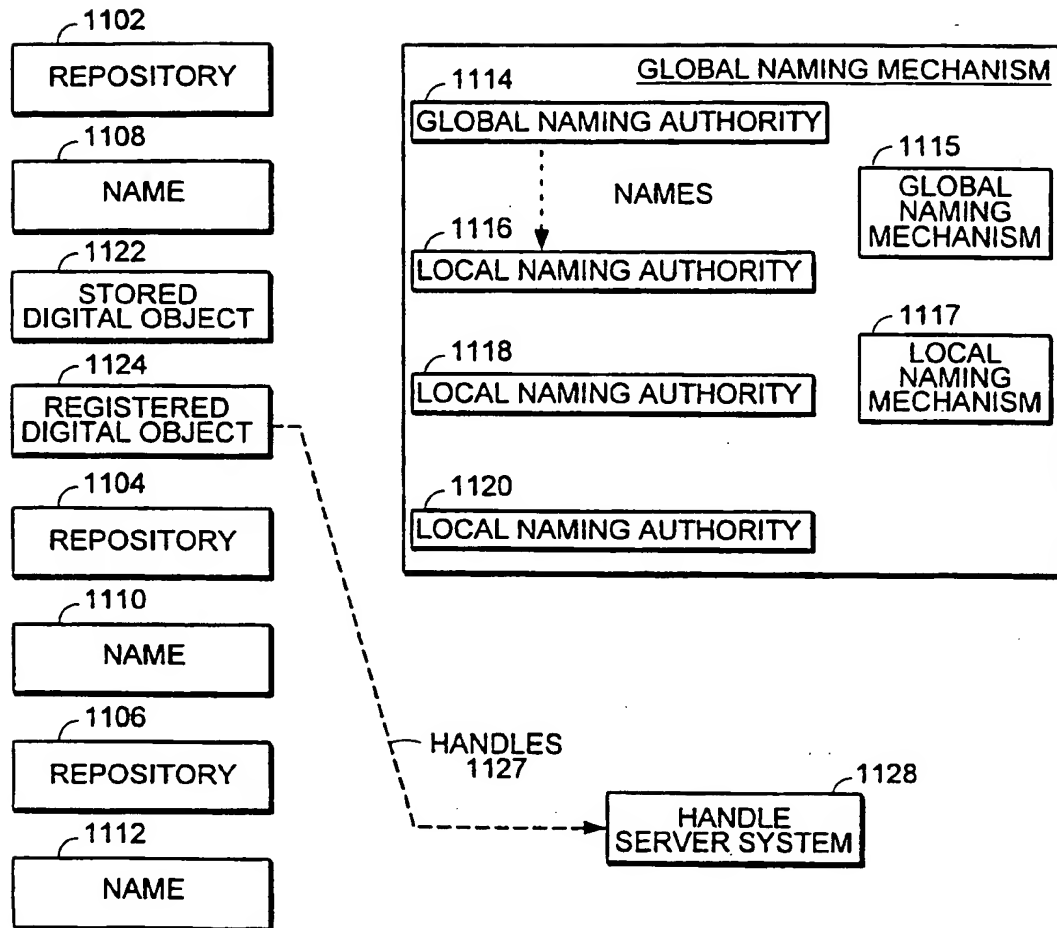 1102
REPOSITORY
1108
NAME
1122
STORED
DIGITAL OBJECT
1124
REGISTERED
DIGITAL OBJECT
1104
REPOSITORY
1110
NAME
1106
REPOSITORY
1112
NAME
GLOBAL NAMING MECHANISM
1114
GLOBAL NAMING AUTHORITY
NAMES
1116
LOCAL NAMING AUTHORITY
1118
LOCAL NAMING AUTHORITY
1120
LOCAL NAMING AUTHORITY
1115
GLOBAL
NAMING
MECHANISM
1117
LOCAL
NAMING
MECHANISM
HANDLES
1127
1128
HANDLE
SERVER SYSTEM